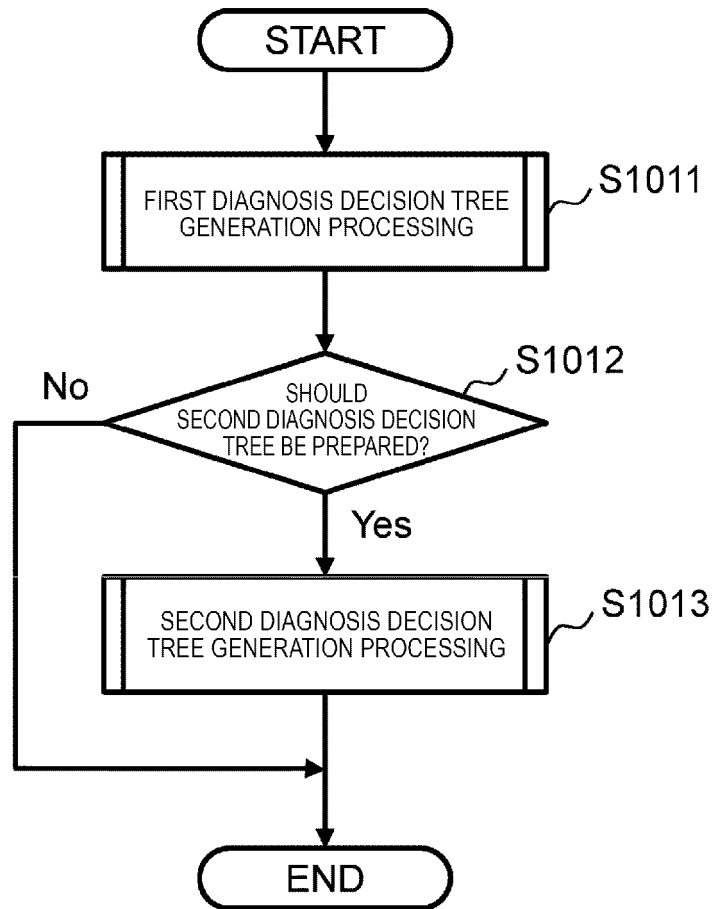 START
FIRST DIAGNOSIS DECISION TREE
GENERATION PROCESSING
S1011
SHOULD
SECOND DIAGNOSIS DECISION
TREE BE PREPARED?
S1012
No
Yes
SECOND DIAGNOSIS DECISION
TREE GENERATION PROCESSING
S1013
END